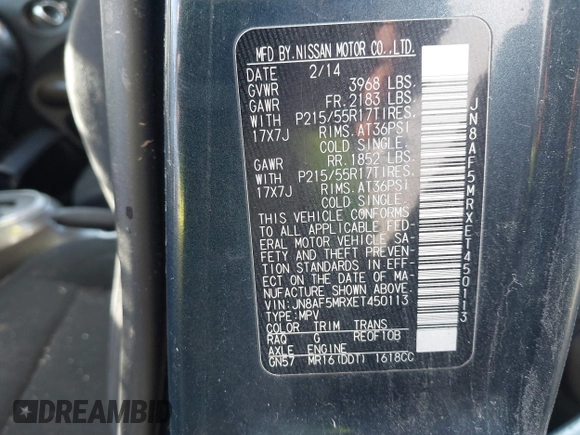 MFD BY.NISSAN MOTOR CO.,LTD.
DATE 2/14
GVWR 3968 LBS.
GAWR FR.2183 LBS.
WITH P215/55R17TIRES.
17X7J RIMS.AT36PSI
COLD SINGLE.
GAWR RR.1852 LBS.
WITH P215/55R17TIRES.
17X7J RIMS.AT36PSI
COLD SINGLE.
THIS VEHICLE CONFORMS
TO ALL APPLICABLE FED-
ERAL MOTOR VEHICLE SA-
FETY AND THEFT PREVEN-
TION STANDARDS IN EFF-
ECT ON THE DATE OF MA-
NUFACTURE SHOWN ABOVE.
VIN:JN8AF5MRXET450113
TYPE:MPV
COLOR TRIM TRANS
RAQ G RE0F10B
AXLE ENGINE
GN57 MR16(DDT) 1618CC
JN8AF5MRXET450113
DREAMBID